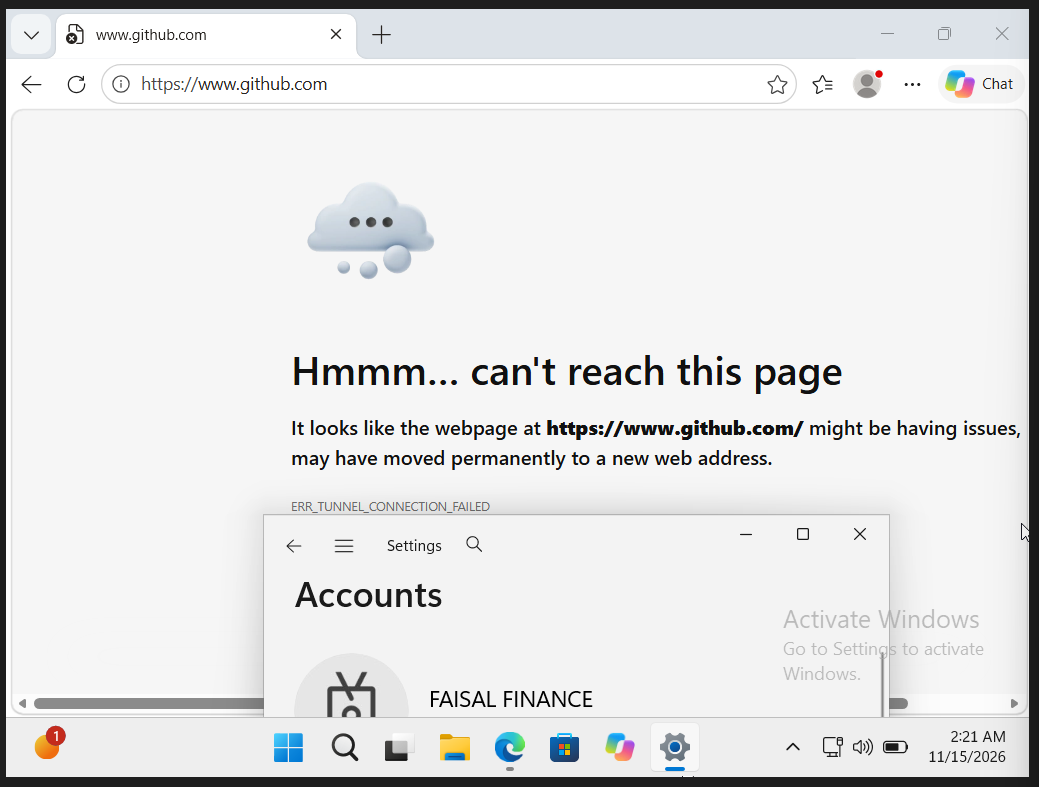 www.github.com
https://www.github.com
Chat
Hmmm... can't reach this page
It looks like the webpage at https://www.github.com/ might be having issues,
may have moved permanently to a new web address.
ERR_TUNNEL_CONNECTION_FAILED
Settings
Accounts
FAISAL FINANCE
Activate Windows
Go to Settings to activate
Windows.
1
2:21 AM
11/15/2026